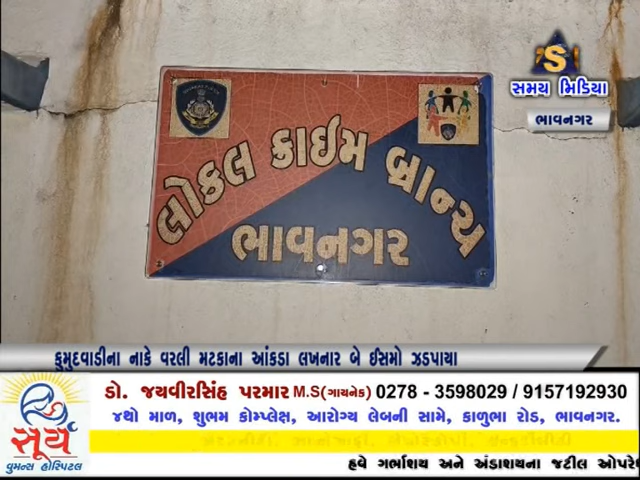 S
સમય મિડિયા
ભાવનગર
લોકલ ક્રાઈમ બ્રાન્ચ
ભાવનગર
કુમુદવાડીના નાકે વરલી મટકાના આંકડા લખનાર બે ઈસમો ઝડપાયા
ડો. જયવીરસિંહ પરમાર M.S(ગાયનેક) 0278 - 3598029 / 9157192930
૪થો માળ, શુભમ કોમ્પ્લેક્ષ, આરોગ્ય લેબની સામે, કાળુભા રોડ, ભાવનગર.
સૂર્ય
વુમન્સ હોસ્પિટલ
હવે ગર્ભાશય અને અંડાશયના જટીલ ઓપરે